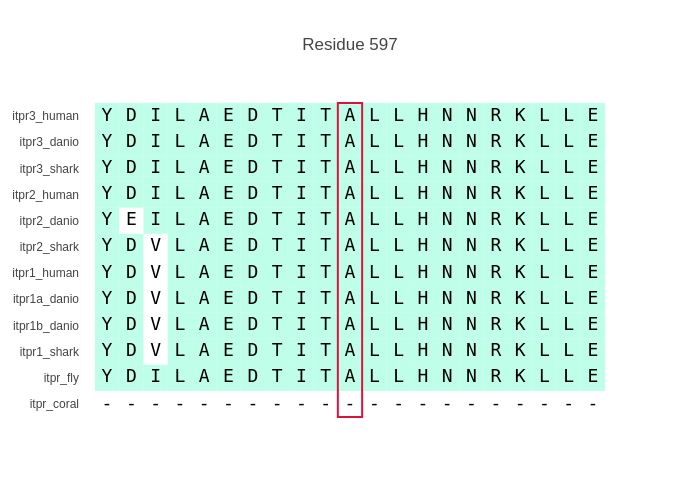 Residue 597
itpr3_human Y D I L A E D T I T A L L H N N R K L L E
itpr3_danio Y D I L A E D T I T A L L H N N R K L L E
itpr3_shark Y D I L A E D T I T A L L H N N R K L L E
itpr2_human Y D I L A E D T I T A L L H N N R K L L E
itpr2_danio Y E I L A E D T I T A L L H N N R K L L E
itpr2_shark Y D V L A E D T I T A L L H N N R K L L E
itpr1_human Y D V L A E D T I T A L L H N N R K L L E
itpr1a_danio Y D V L A E D T I T A L L H N N R K L L E
itpr1b_danio Y D V L A E D T I T A L L H N N R K L L E
itpr1_shark Y D V L A E D T I T A L L H N N R K L L E
itpr_fly Y D I L A E D T I T A L L H N N R K L L E
itpr_coral - - - - - - - - - - - - - - - - - - - - -